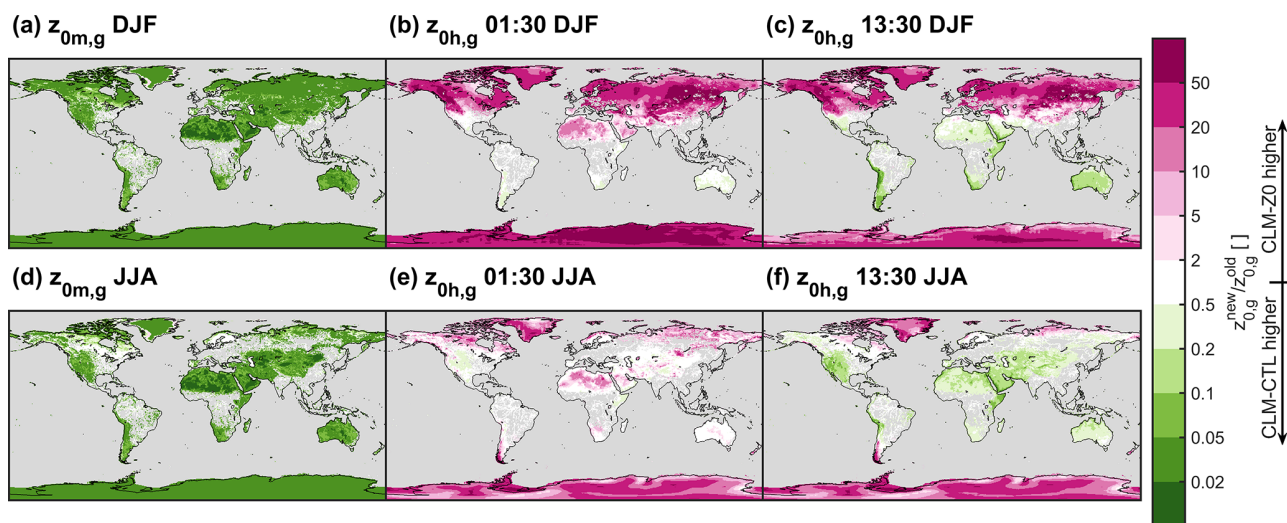 (a) z0m,g DJF
(b) z0h,g 01:30 DJF
(c) z0h,g 13:30 DJF
(d) z0m,g JJA
(e) z0h,g 01:30 JJA
(f) z0h,g 13:30 JJA
50
20
10
5
2
0.5
0.2
0.1
0.05
0.02
z0,g^new/z0,g^old [ ]
CLM-CTL higher
CLM-Z0 higher